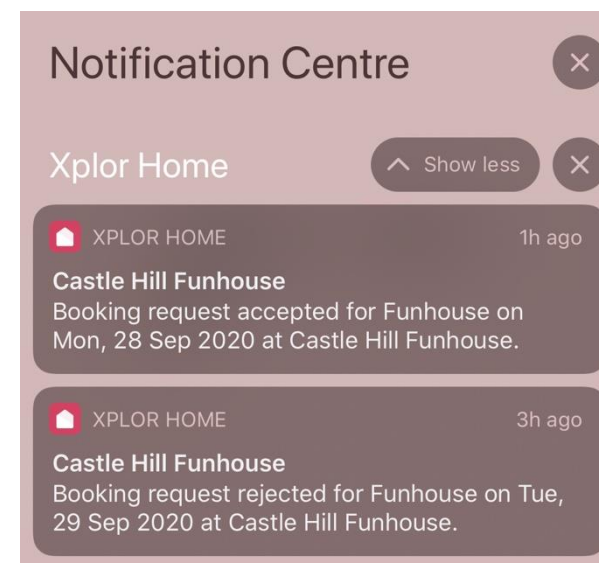 Notification Centre
Xplor Home
Show less
XPLOR HOME
1h ago
Castle Hill Funhouse
Booking request accepted for Funhouse on
Mon, 28 Sep 2020 at Castle Hill Funhouse.
XPLOR HOME
3h ago
Castle Hill Funhouse
Booking request rejected for Funhouse on Tue,
29 Sep 2020 at Castle Hill Funhouse.